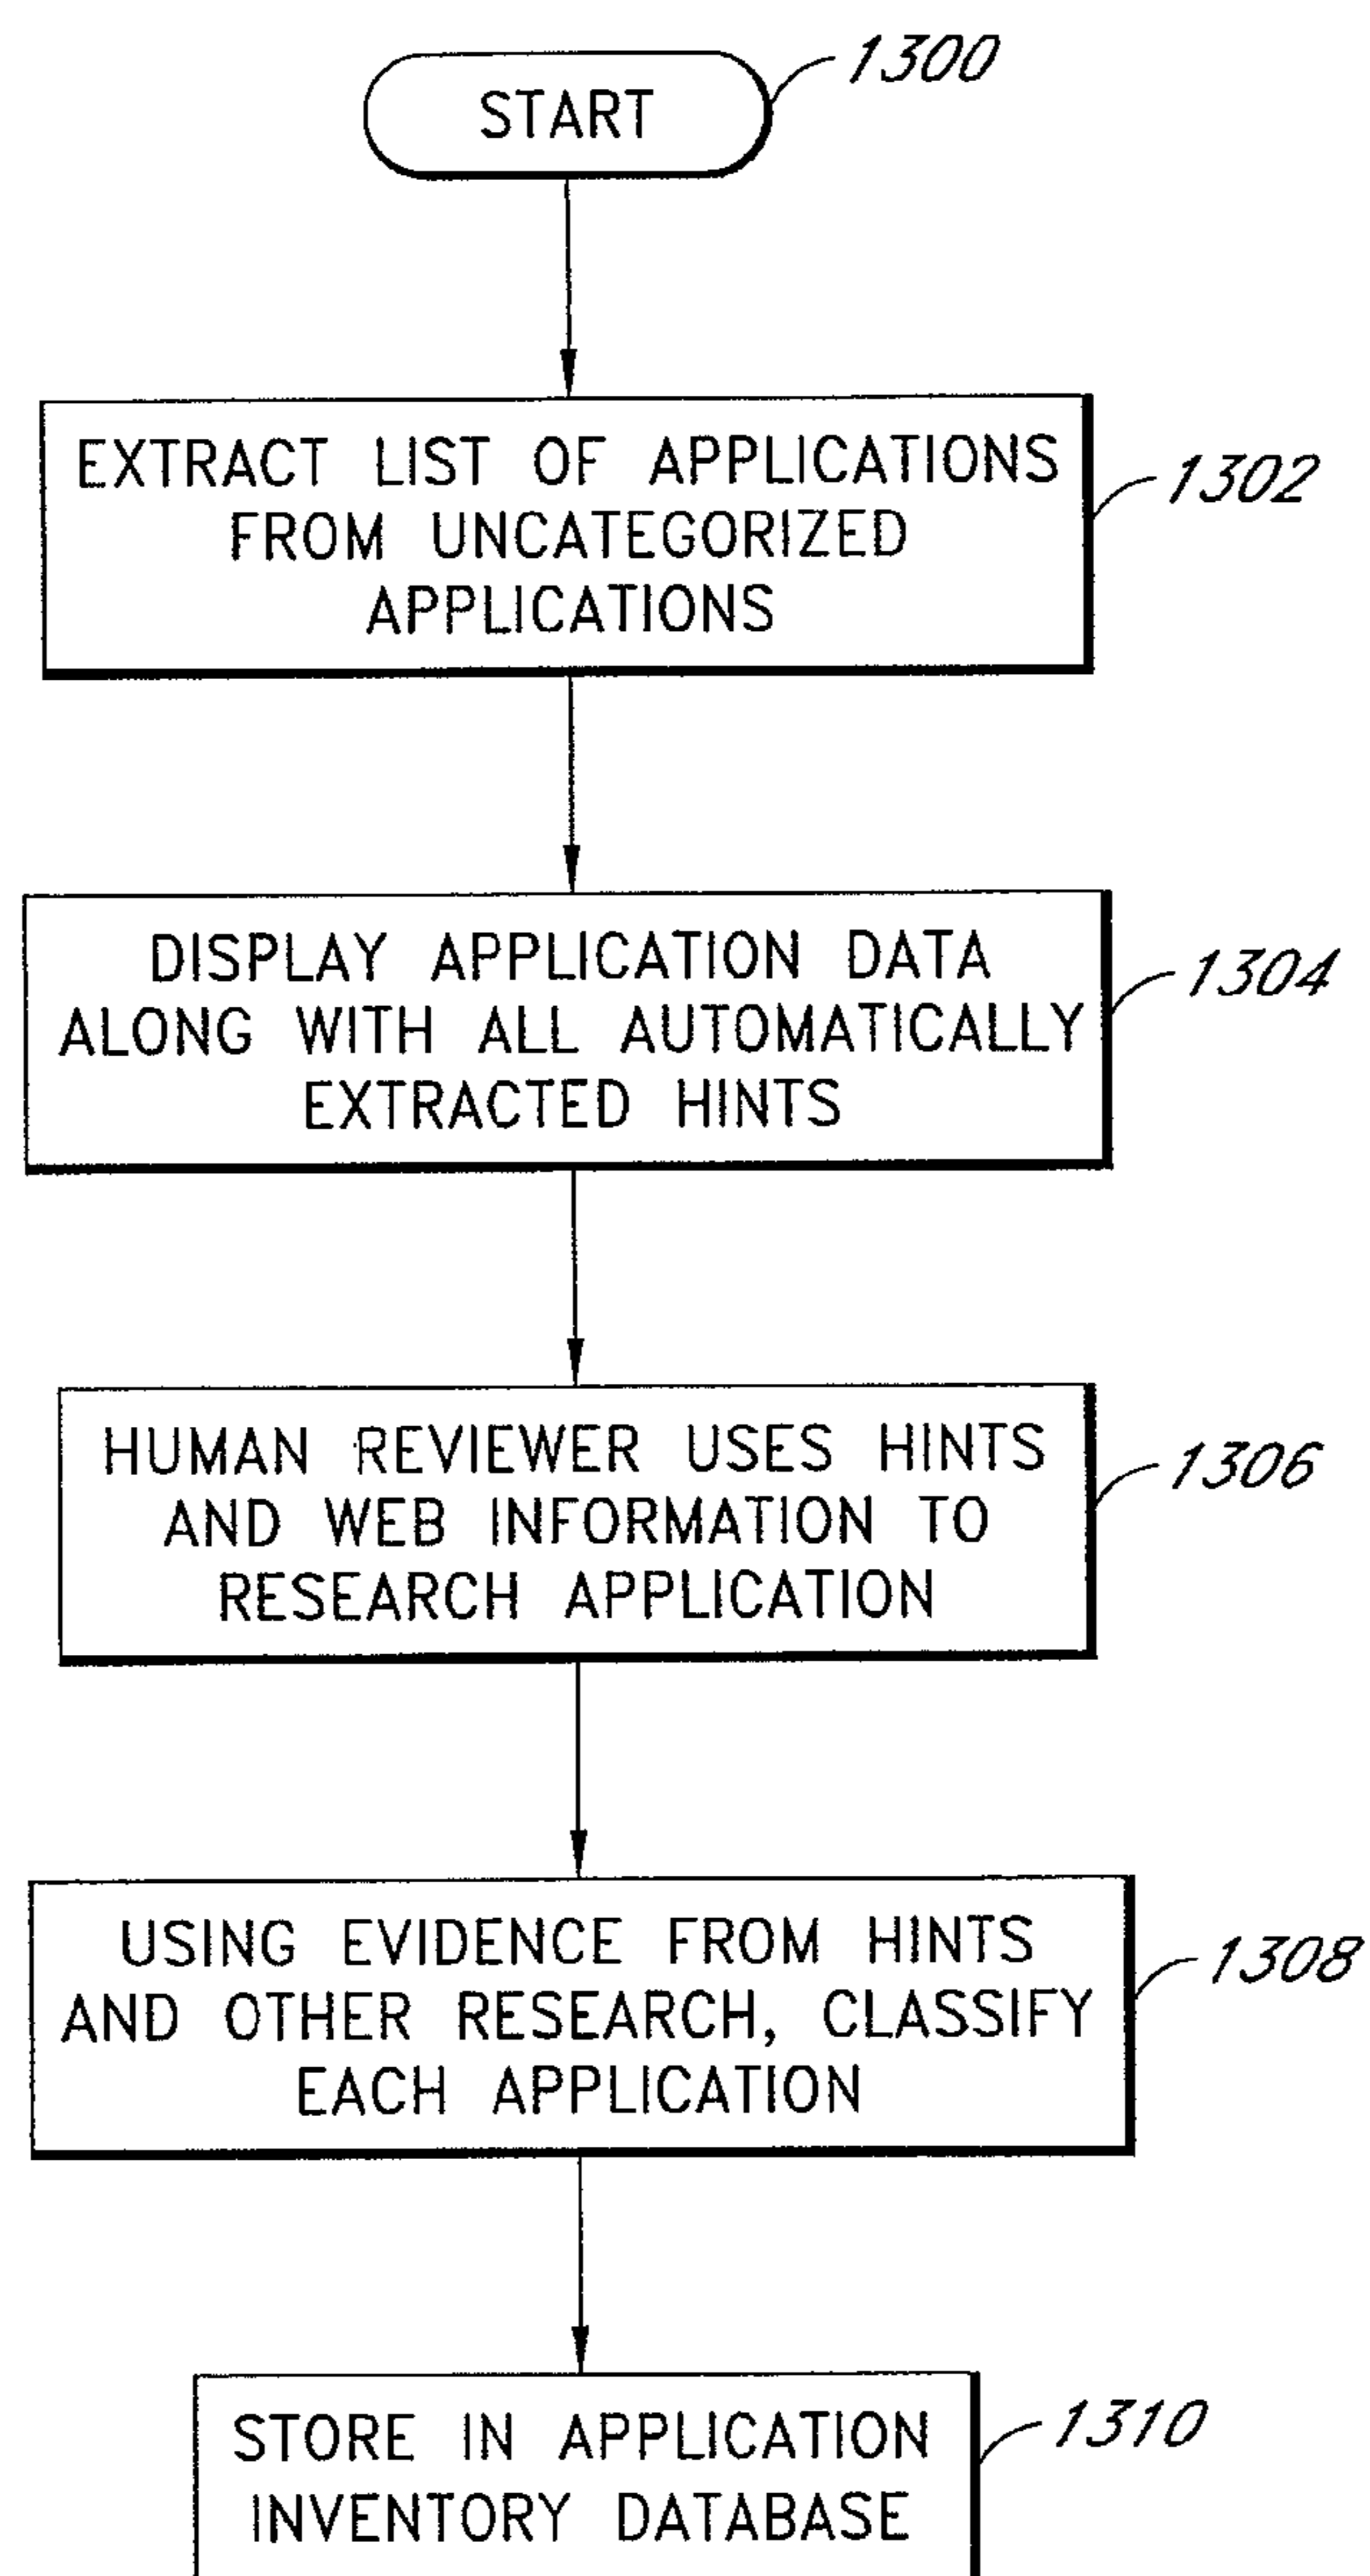 START
1300
EXTRACT LIST OF APPLICATIONS
FROM UNCATEGORIZED
APPLICATIONS
1302
DISPLAY APPLICATION DATA
ALONG WITH ALL AUTOMATICALLY
EXTRACTED HINTS
1304
HUMAN REVIEWER USES HINTS
AND WEB INFORMATION TO
RESEARCH APPLICATION
1306
USING EVIDENCE FROM HINTS
AND OTHER RESEARCH, CLASSIFY
EACH APPLICATION
1308
STORE IN APPLICATION
INVENTORY DATABASE
1310